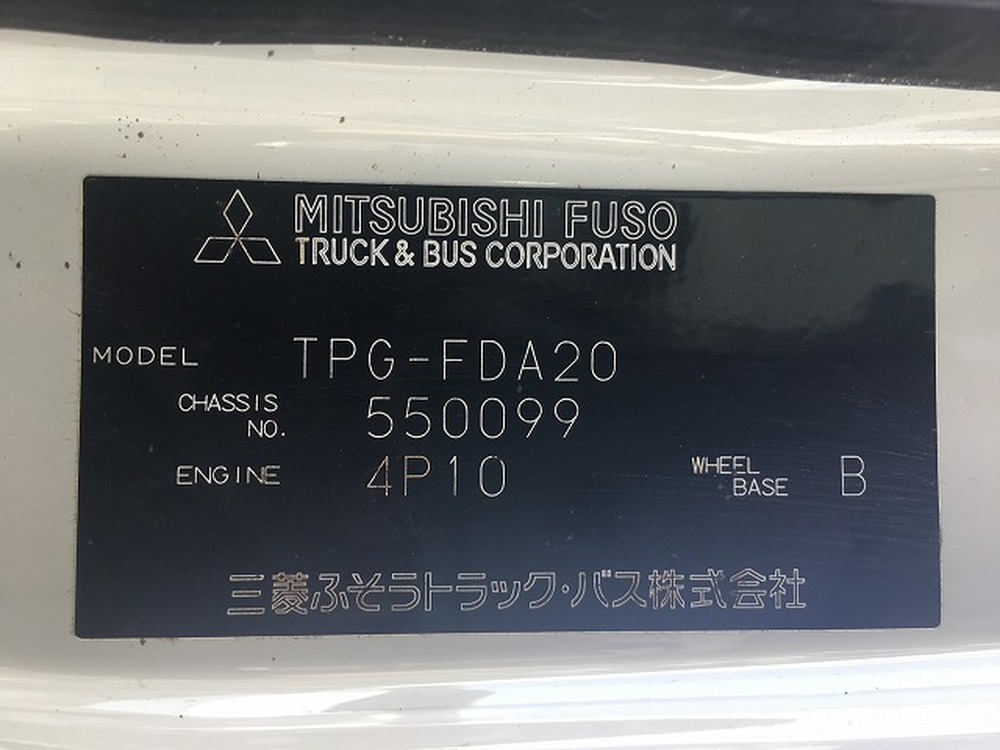 MITSUBISHI FUSO
TRUCK & BUS CORPORATION
MODEL TPG-FDA20
CHASSIS
NO. 550099
ENGINE 4P10 WHEEL
BASE B
三菱ふそうトラック・バス株式会社